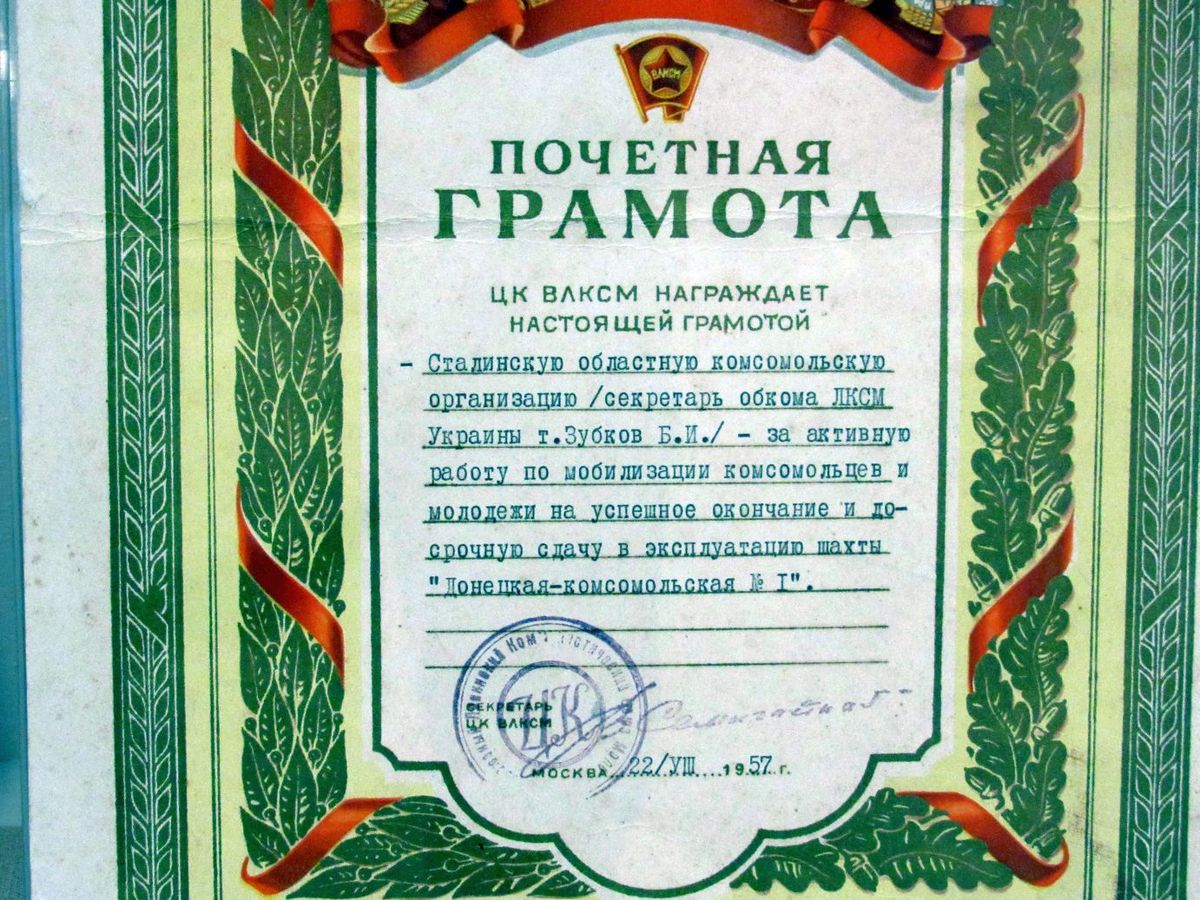 ВЛКСМ
ПОЧЕТНАЯ
ГРАМОТА
ЦК ВЛКСМ НАГРАЖДАЕТ
НАСТОЯЩЕЙ ГРАМОТОЙ
- Сталинскую областную комсомольскую
организацию /секретарь обкома ЛКСМ
Украины т.Зубков Б.И./ - за активную
работу по мобилизации комсомольцев и
молодежи на успешное окончание и до-
срочную сдачу в эксплуатацию шахты
"Донецкая-комсомольская № I".
ЦК
СЕКРЕТАРЬ
ЦК ВЛКСМ
МОСКВА...22/VIII....1957.г.